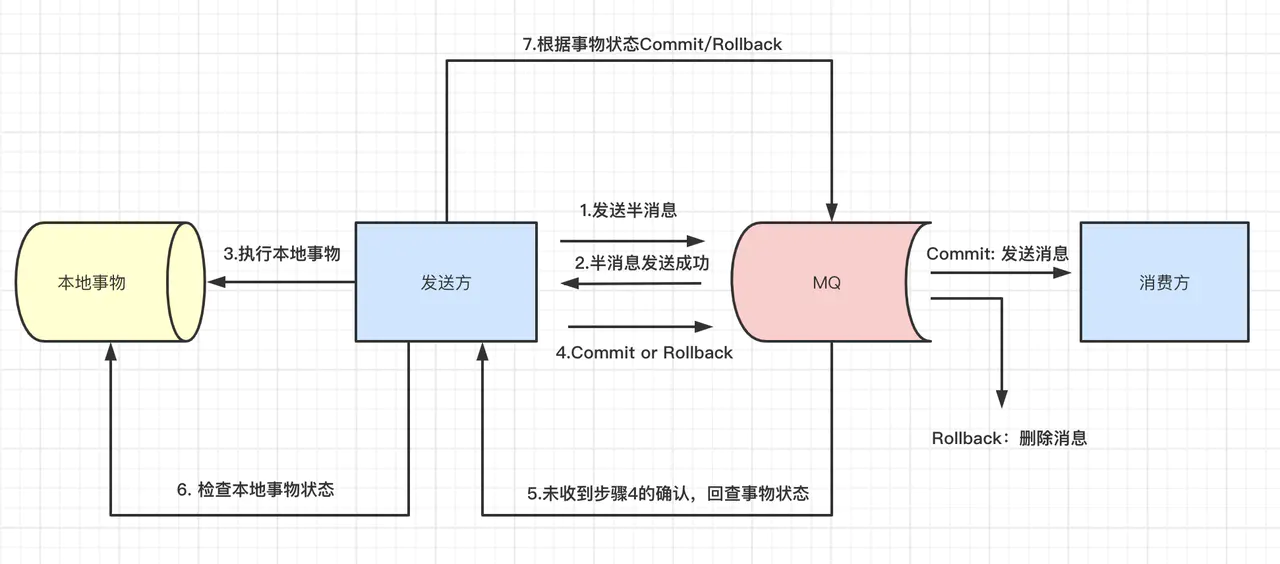 7.根据事物状态Commit/Rollback
1.发送半消息
3.执行本地事物
2.半消息发送成功
Commit: 发送消息
本地事物
发送方
MQ
消费方
4.Commit or Rollback
Rollback：删除消息
6. 检查本地事物状态
5.未收到步骤4的确认，回查事物状态